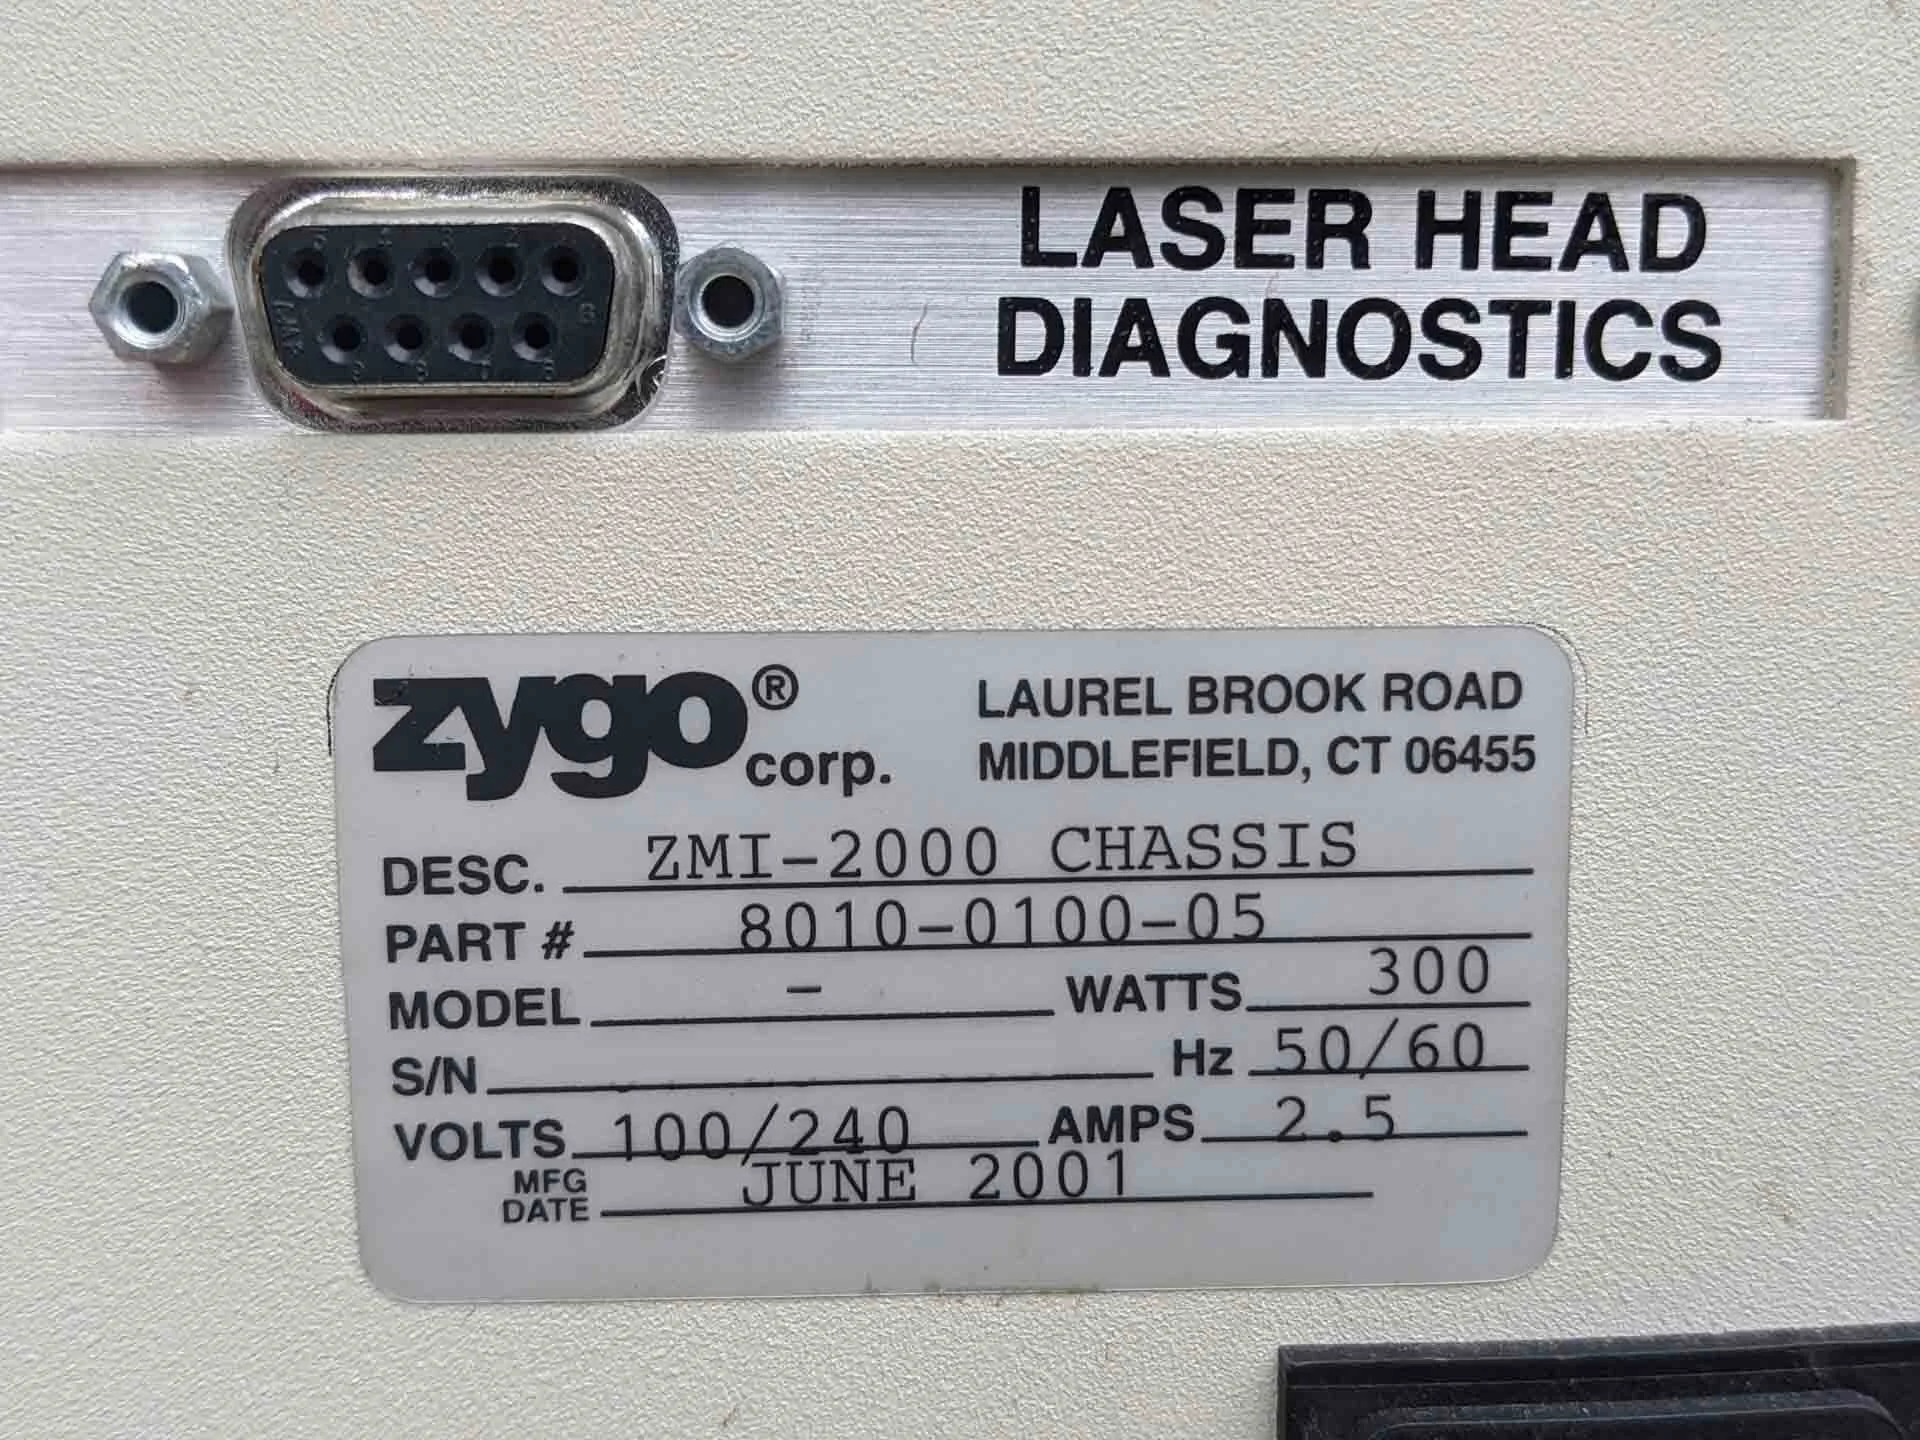 LASER HEAD
DIAGNOSTICS
zygo® corp.
LAUREL BROOK ROAD
MIDDLEFIELD, CT 06455
DESC. ZMI-2000 CHASSIS
PART # 8010-0100-05
MODEL - WATTS 300
S/N Hz 50/60
VOLTS 100/240 AMPS 2.5
MFG DATE JUNE 2001